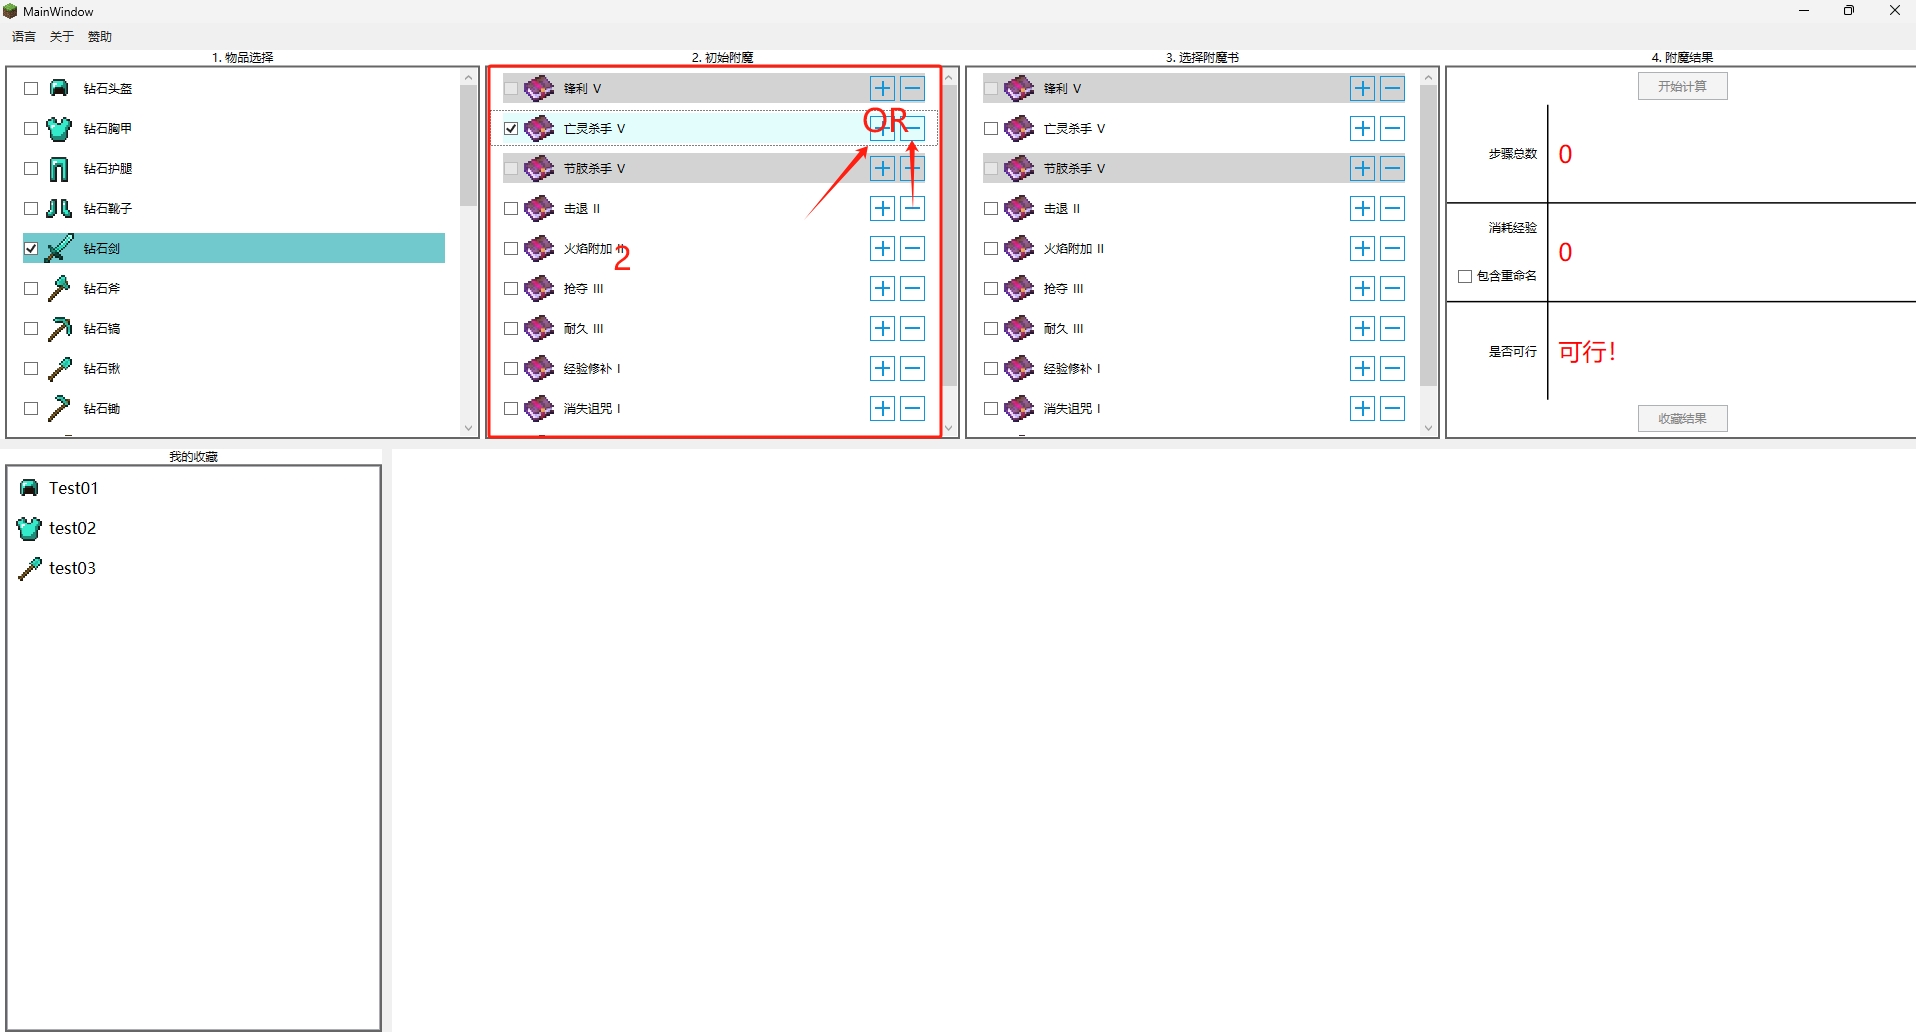 MainWindow
语言 关于 赞助
1. 物品选择
钻石头盔
钻石胸甲
钻石护腿
钻石靴子
钻石剑
钻石斧
钻石镐
钻石锹
钻石锄
2. 初始附魔
锋利 V
亡灵杀手 V
OR
节肢杀手 V
击退 II
火焰附加 II
2
抢夺 III
耐久 III
经验修补 I
消失诅咒 I
3. 选择附魔书
锋利 V
亡灵杀手 V
节肢杀手 V
击退 II
火焰附加 II
抢夺 III
耐久 III
经验修补 I
消失诅咒 I
4. 附魔结果
开始计算
步骤总数 0
消耗经验 0
包含重命名
是否可行 可行!
收藏结果
我的收藏
Test01
test02
test03